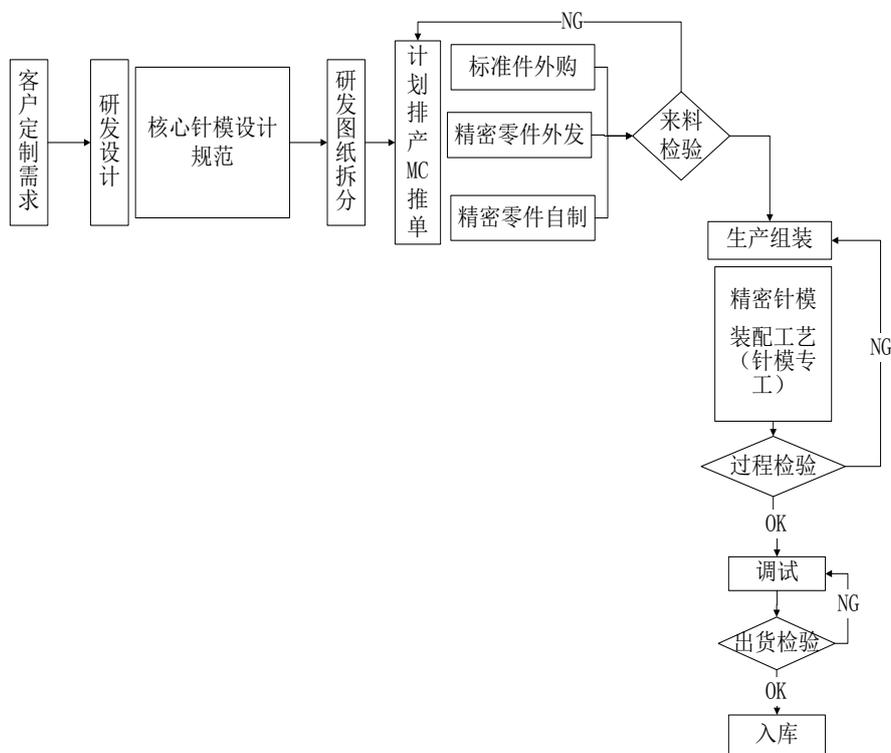 客户定制需求
研发设计
核心针模设计
规范
研发图纸拆分
计划排产MC推单
NG
标准件外购
精密零件外发
精密零件自制
来料
检验
生产组装
精密针模
装配工艺
（针模专
工）
NG
过程检验
OK
调试
NG
出货检验
OK
入库